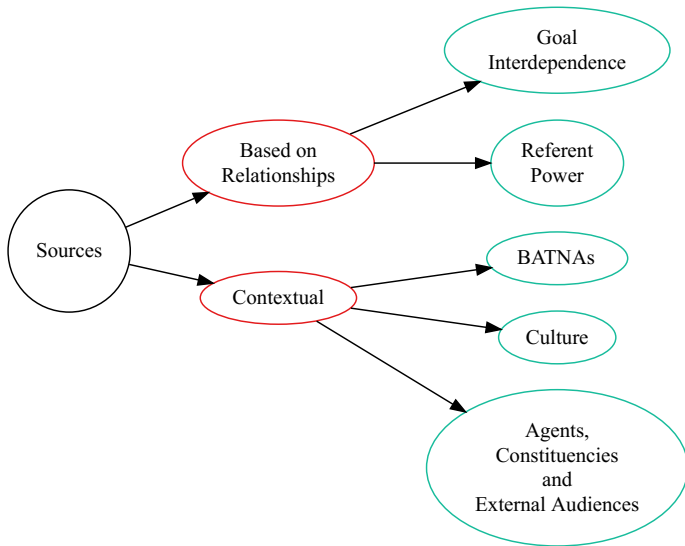 Sources
Based on
Relationships
Contextual
Goal
Interdependence
Referent
Power
BATNAs
Culture
Agents,
Constituencies
and
External Audiences